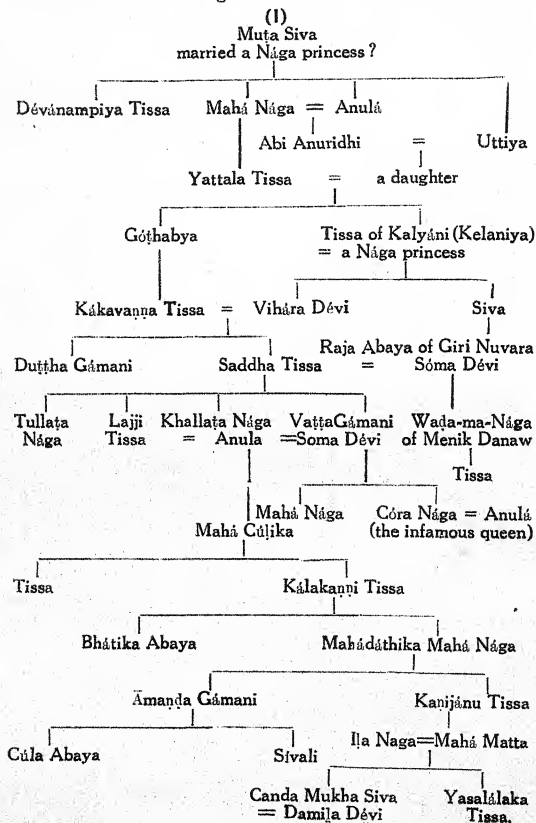 (I)
Muṭa Siva
married a Nága princess?
Dévánampiya Tissa Mahá Nága = Anulá
Abi Anuridhi = Uttiya
Yattala Tissa = a daughter
Góṭhabya Tissa of Kalyáni (Kelaniya)
= a Nága princess
Kákavaṇṇa Tissa = Vihára Dévi Siva
Raja Abaya of Giri Nuvara
Duṭṭha Gámani Saddha Tissa = Sóma Dévi
Tullaṭa Lajji Khallaṭa Nága VaṭṭaGámani Wada-ma-Nága
Nága Tissa = Anula =Soma Dévi of Menik Danaw
Tissa
Mahá Nága Córa Nága = Anulá
Mahá Cúḷika (the infamous queen)
Tissa Kálakaṇṇi Tissa
Bhátika Abaya Mahádáthika Mahá Nága
Āmaṇḍa Gámani Kaṇijánu Tissa
Cúla Abaya Sívali Iḷa Naga=Mahá Matta
Canda Mukha Siva Yasalálaka
= Damila Dévi Tissa.